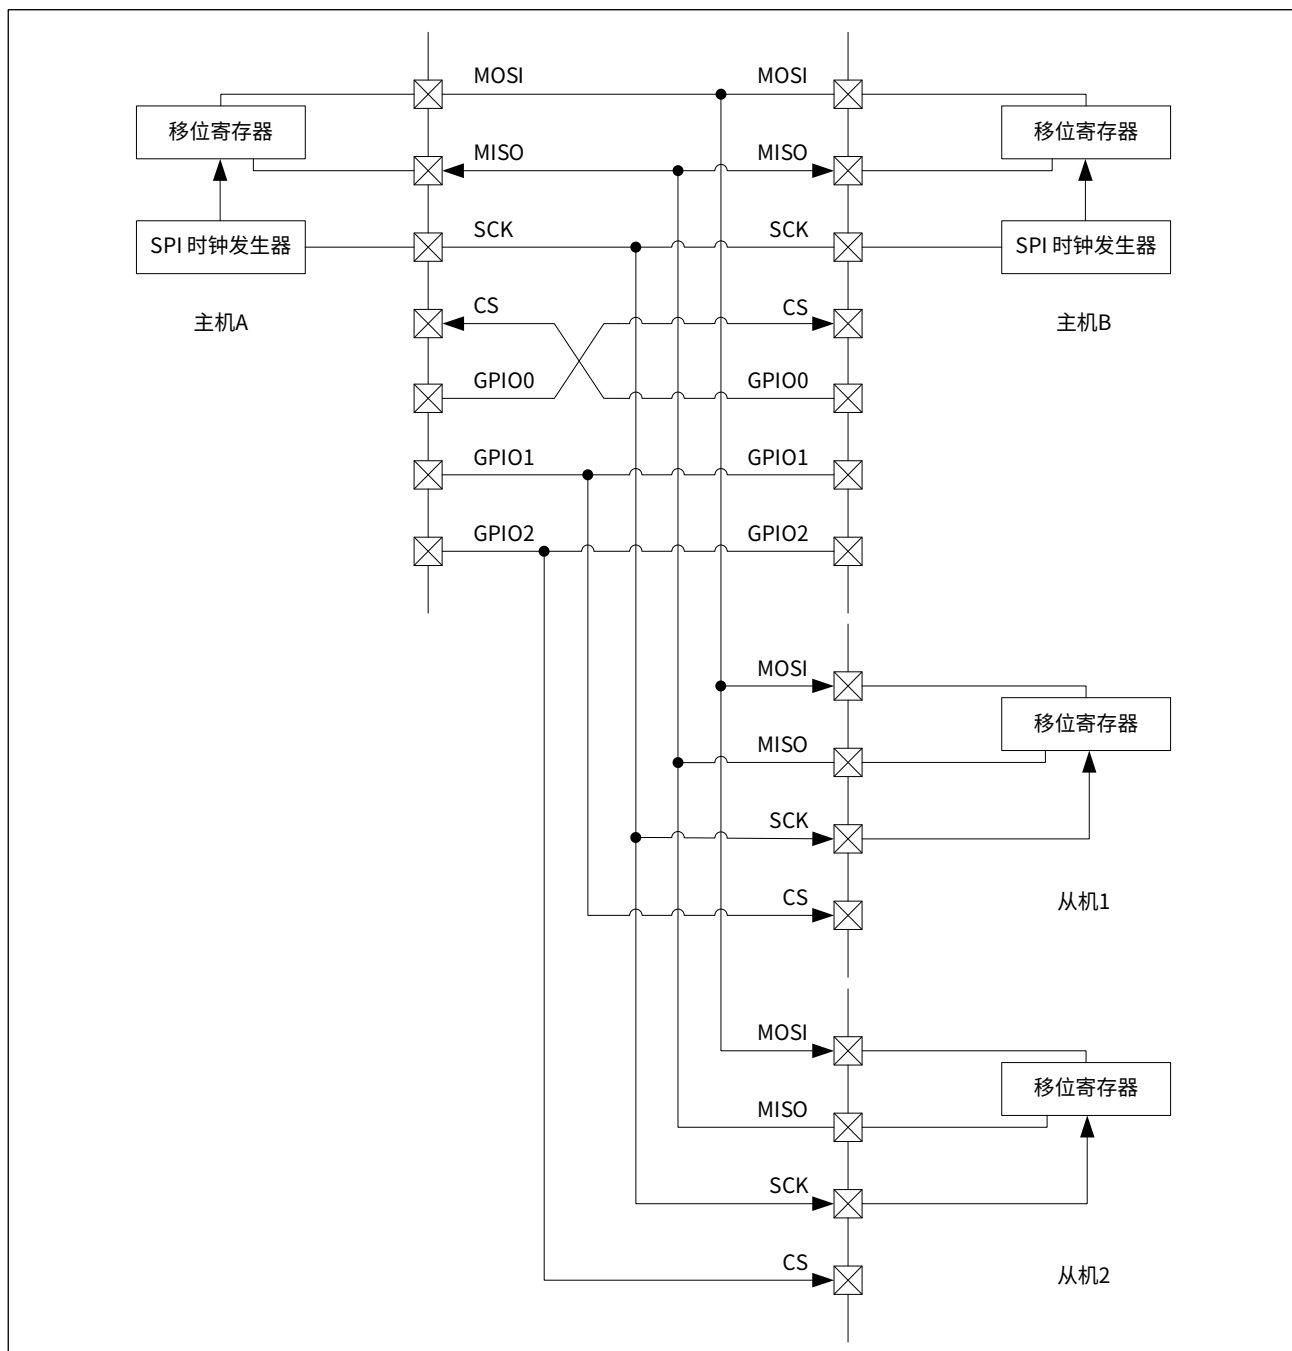 MOSI MOSI
移位寄存器 移位寄存器
MISO MISO
SCK SCK
SPI 时钟发生器 SPI 时钟发生器
CS CS
主机A 主机B
GPIO0 GPIO0
GPIO1 GPIO1
GPIO2 GPIO2
MOSI
移位寄存器
MISO
SCK
CS
从机1
MOSI
移位寄存器
MISO
SCK
CS
从机2